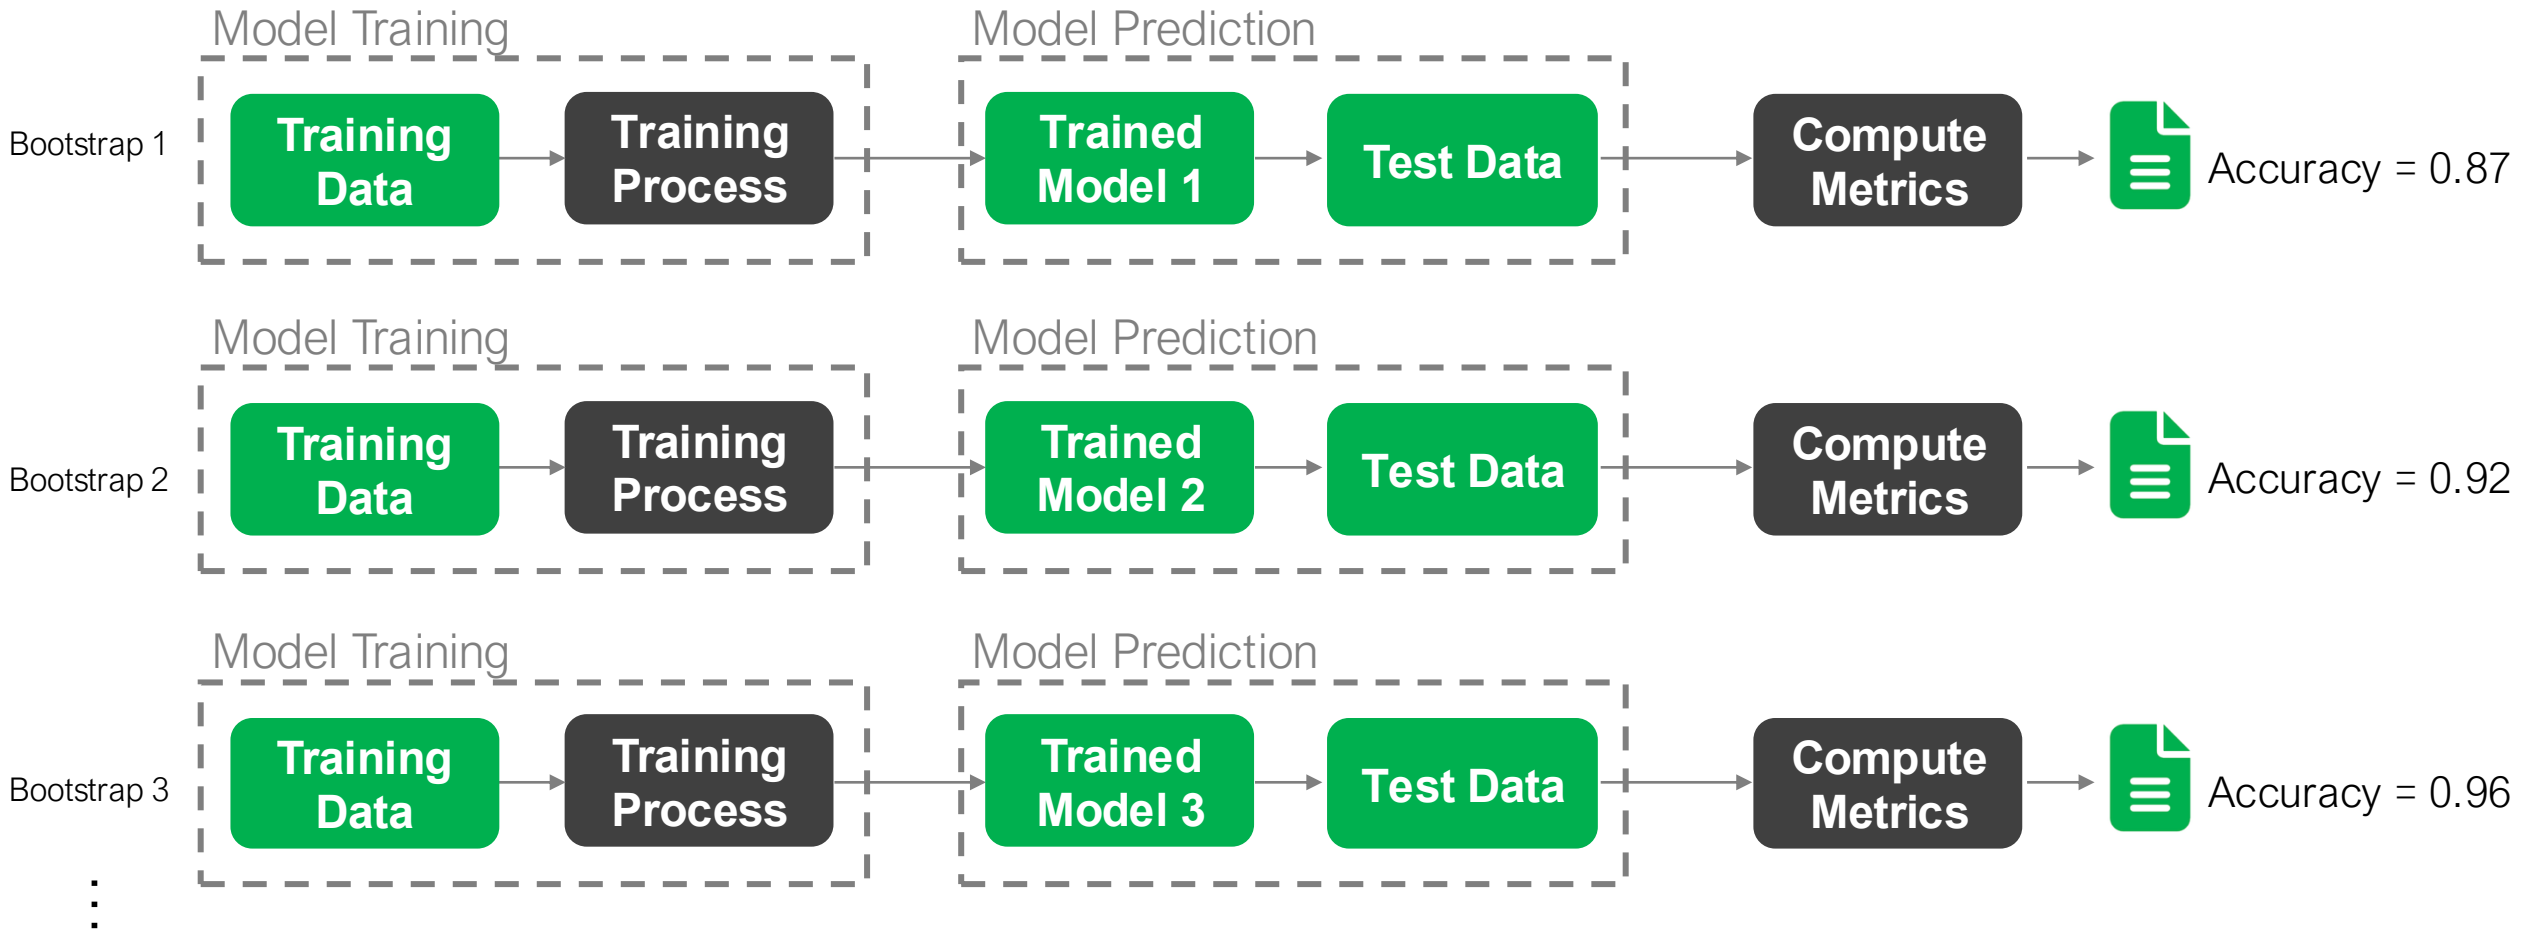 Model Training
Model Prediction
Bootstrap 1
Training
Data
Training
Process
Trained
Model 1
Test Data
Compute
Metrics
Accuracy = 0.87
Model Training
Model Prediction
Bootstrap 2
Training
Data
Training
Process
Trained
Model 2
Test Data
Compute
Metrics
Accuracy = 0.92
Model Training
Model Prediction
Bootstrap 3
Training
Data
Training
Process
Trained
Model 3
Test Data
Compute
Metrics
Accuracy = 0.96